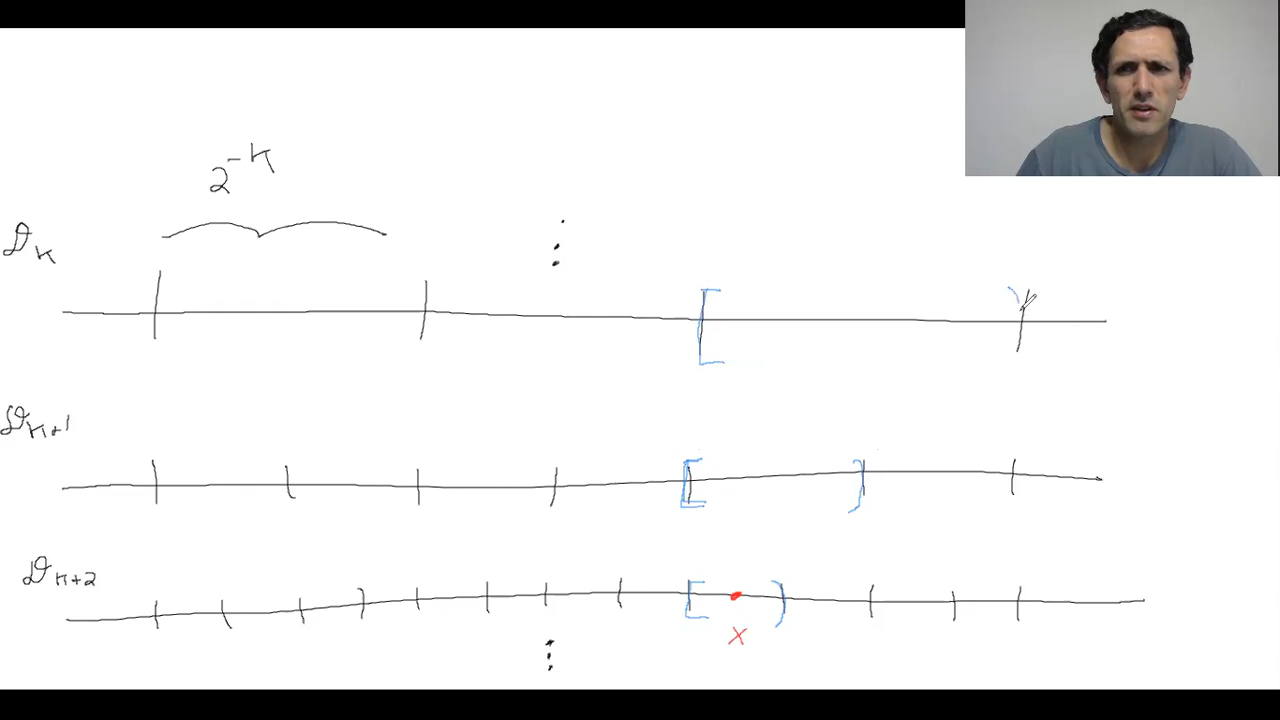 2^{-k}
𝒟_k
𝒟_{k+1}
𝒟_{k+2}
x